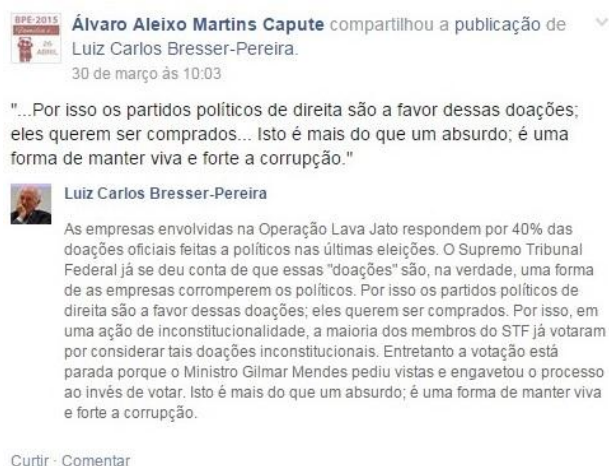 BPE-2015
Família é...
26
ABRIL
Álvaro Aleixo Martins Capute compartilhou a publicação de
Luiz Carlos Bresser-Pereira.
30 de março às 10:03
"...Por isso os partidos políticos de direita são a favor dessas doações;
eles querem ser comprados... Isto é mais do que um absurdo; é uma
forma de manter viva e forte a corrupção."
Luiz Carlos Bresser-Pereira
As empresas envolvidas na Operação Lava Jato respondem por 40% das
doações oficiais feitas a políticos nas últimas eleições. O Supremo Tribunal
Federal já se deu conta de que essas "doações" são, na verdade, uma forma
de as empresas corromperem os políticos. Por isso os partidos políticos de
direita são a favor dessas doações; eles querem ser comprados. Por isso, em
uma ação de inconstitucionalidade, a maioria dos membros do STF já votaram
por considerar tais doações inconstitucionais. Entretanto a votação está
parada porque o Ministro Gilmar Mendes pediu vistas e engavetou o processo
ao invés de votar. Isto é mais do que um absurdo; é uma forma de manter viva
e forte a corrupção.
Curtir · Comentar